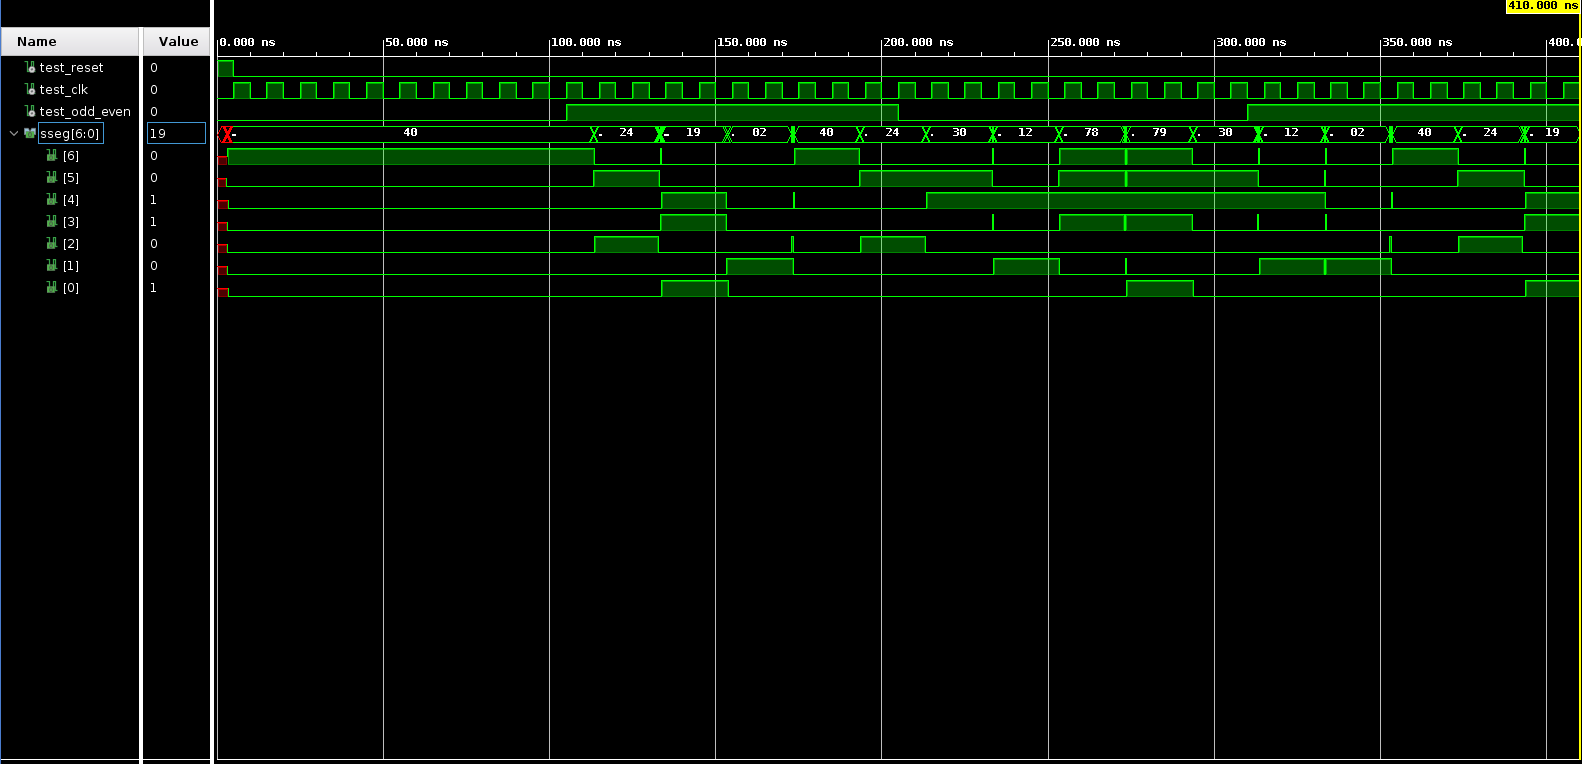 410.000 ns
Name Value 0.000 ns 50.000 ns 100.000 ns 150.000 ns 200.000 ns 250.000 ns 300.000 ns 350.000 ns 400.0
test_reset 0
test_clk 0
test_odd_even 0
sseg[6:0] 19 40 24 19 02 40 24 30 12 78 79 30 12 02 40 24 19
[6] 0
[5] 0
[4] 1
[3] 1
[2] 0
[1] 0
[0] 1